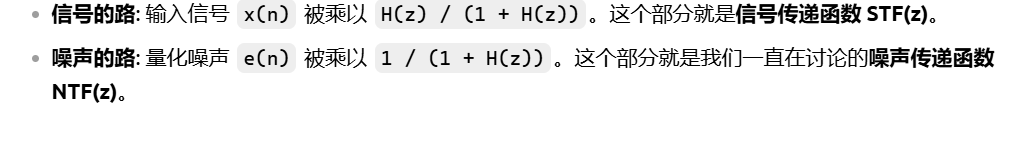 • 信号的路: 输入信号 x(n) 被乘以 H(z) / (1 + H(z)) 。这个部分就是信号传递函数 STF(z)。
• 噪声的路: 量化噪声 e(n) 被乘以 1 / (1 + H(z)) 。这个部分就是我们一直在讨论的噪声传递函数
NTF(z)。